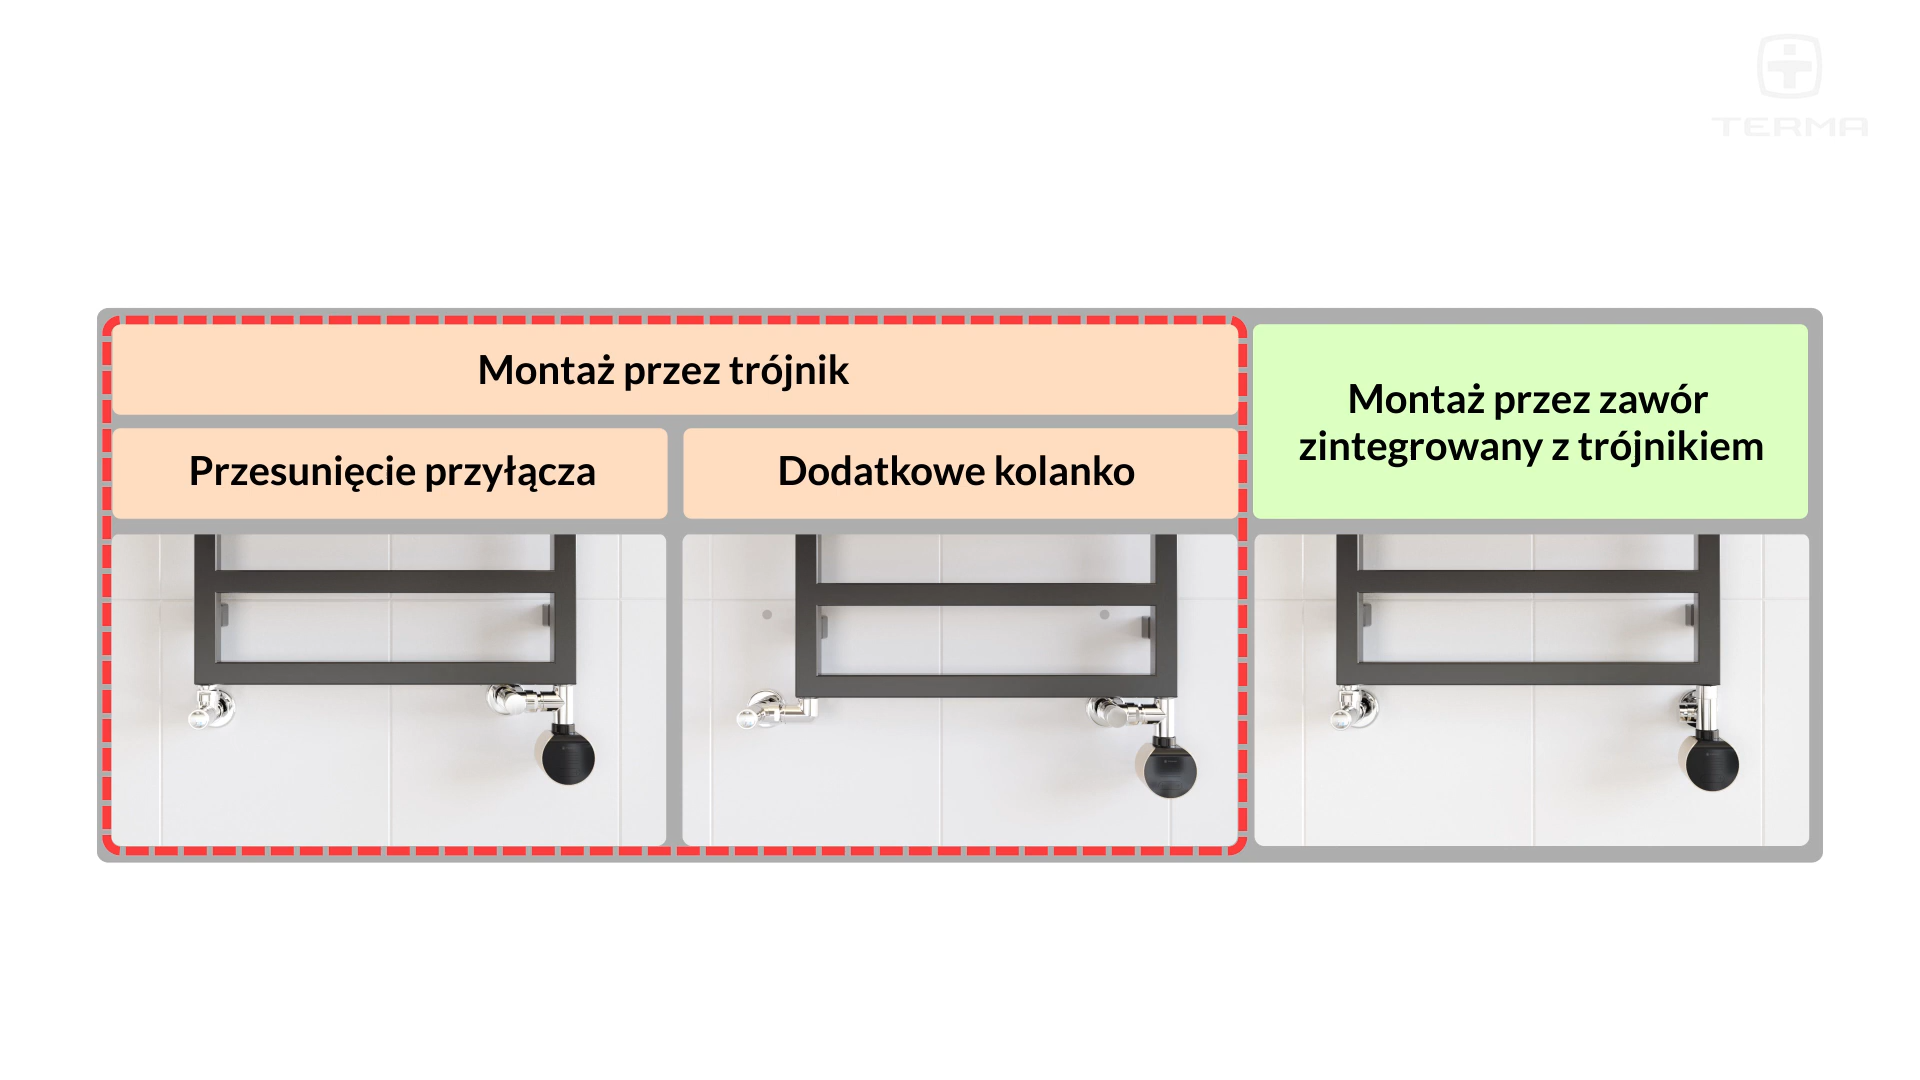 TERMA
Montaż przez trójnik
Montaż przez zawór
zintegrowany z trójnikiem
Przesunięcie przyłącza
Dodatkowe kolanko